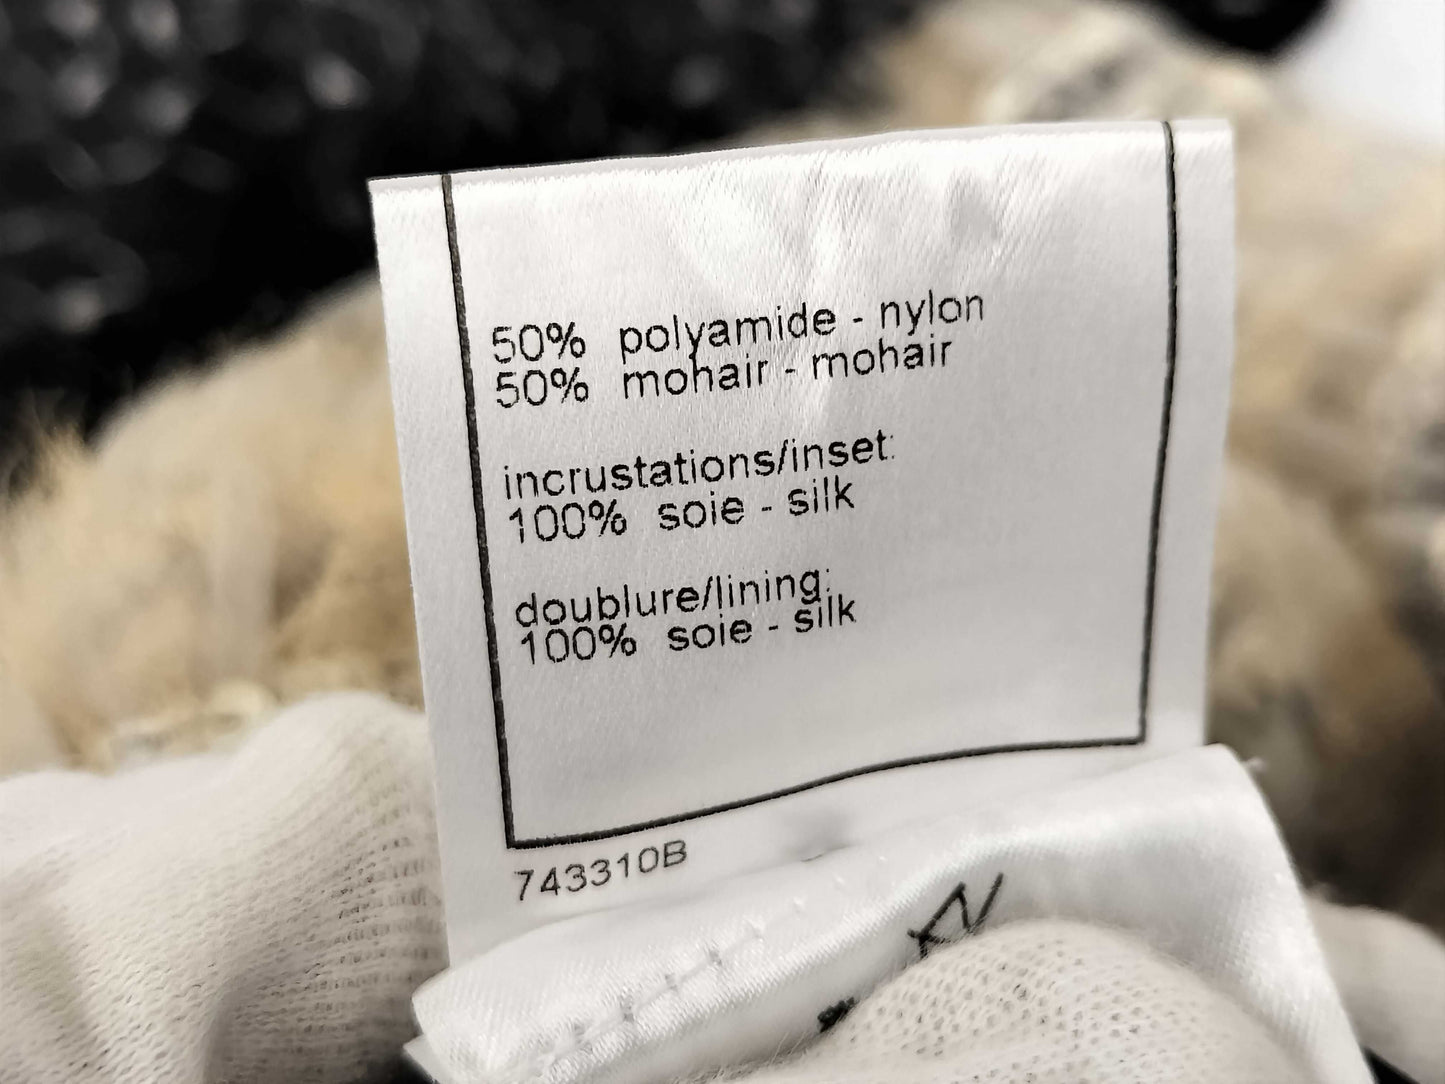 50% polyamide - nylon
50% mohair - mohair
incrustations/inset:
100% soie - silk
doublure/lining:
100% soie - silk
743310B